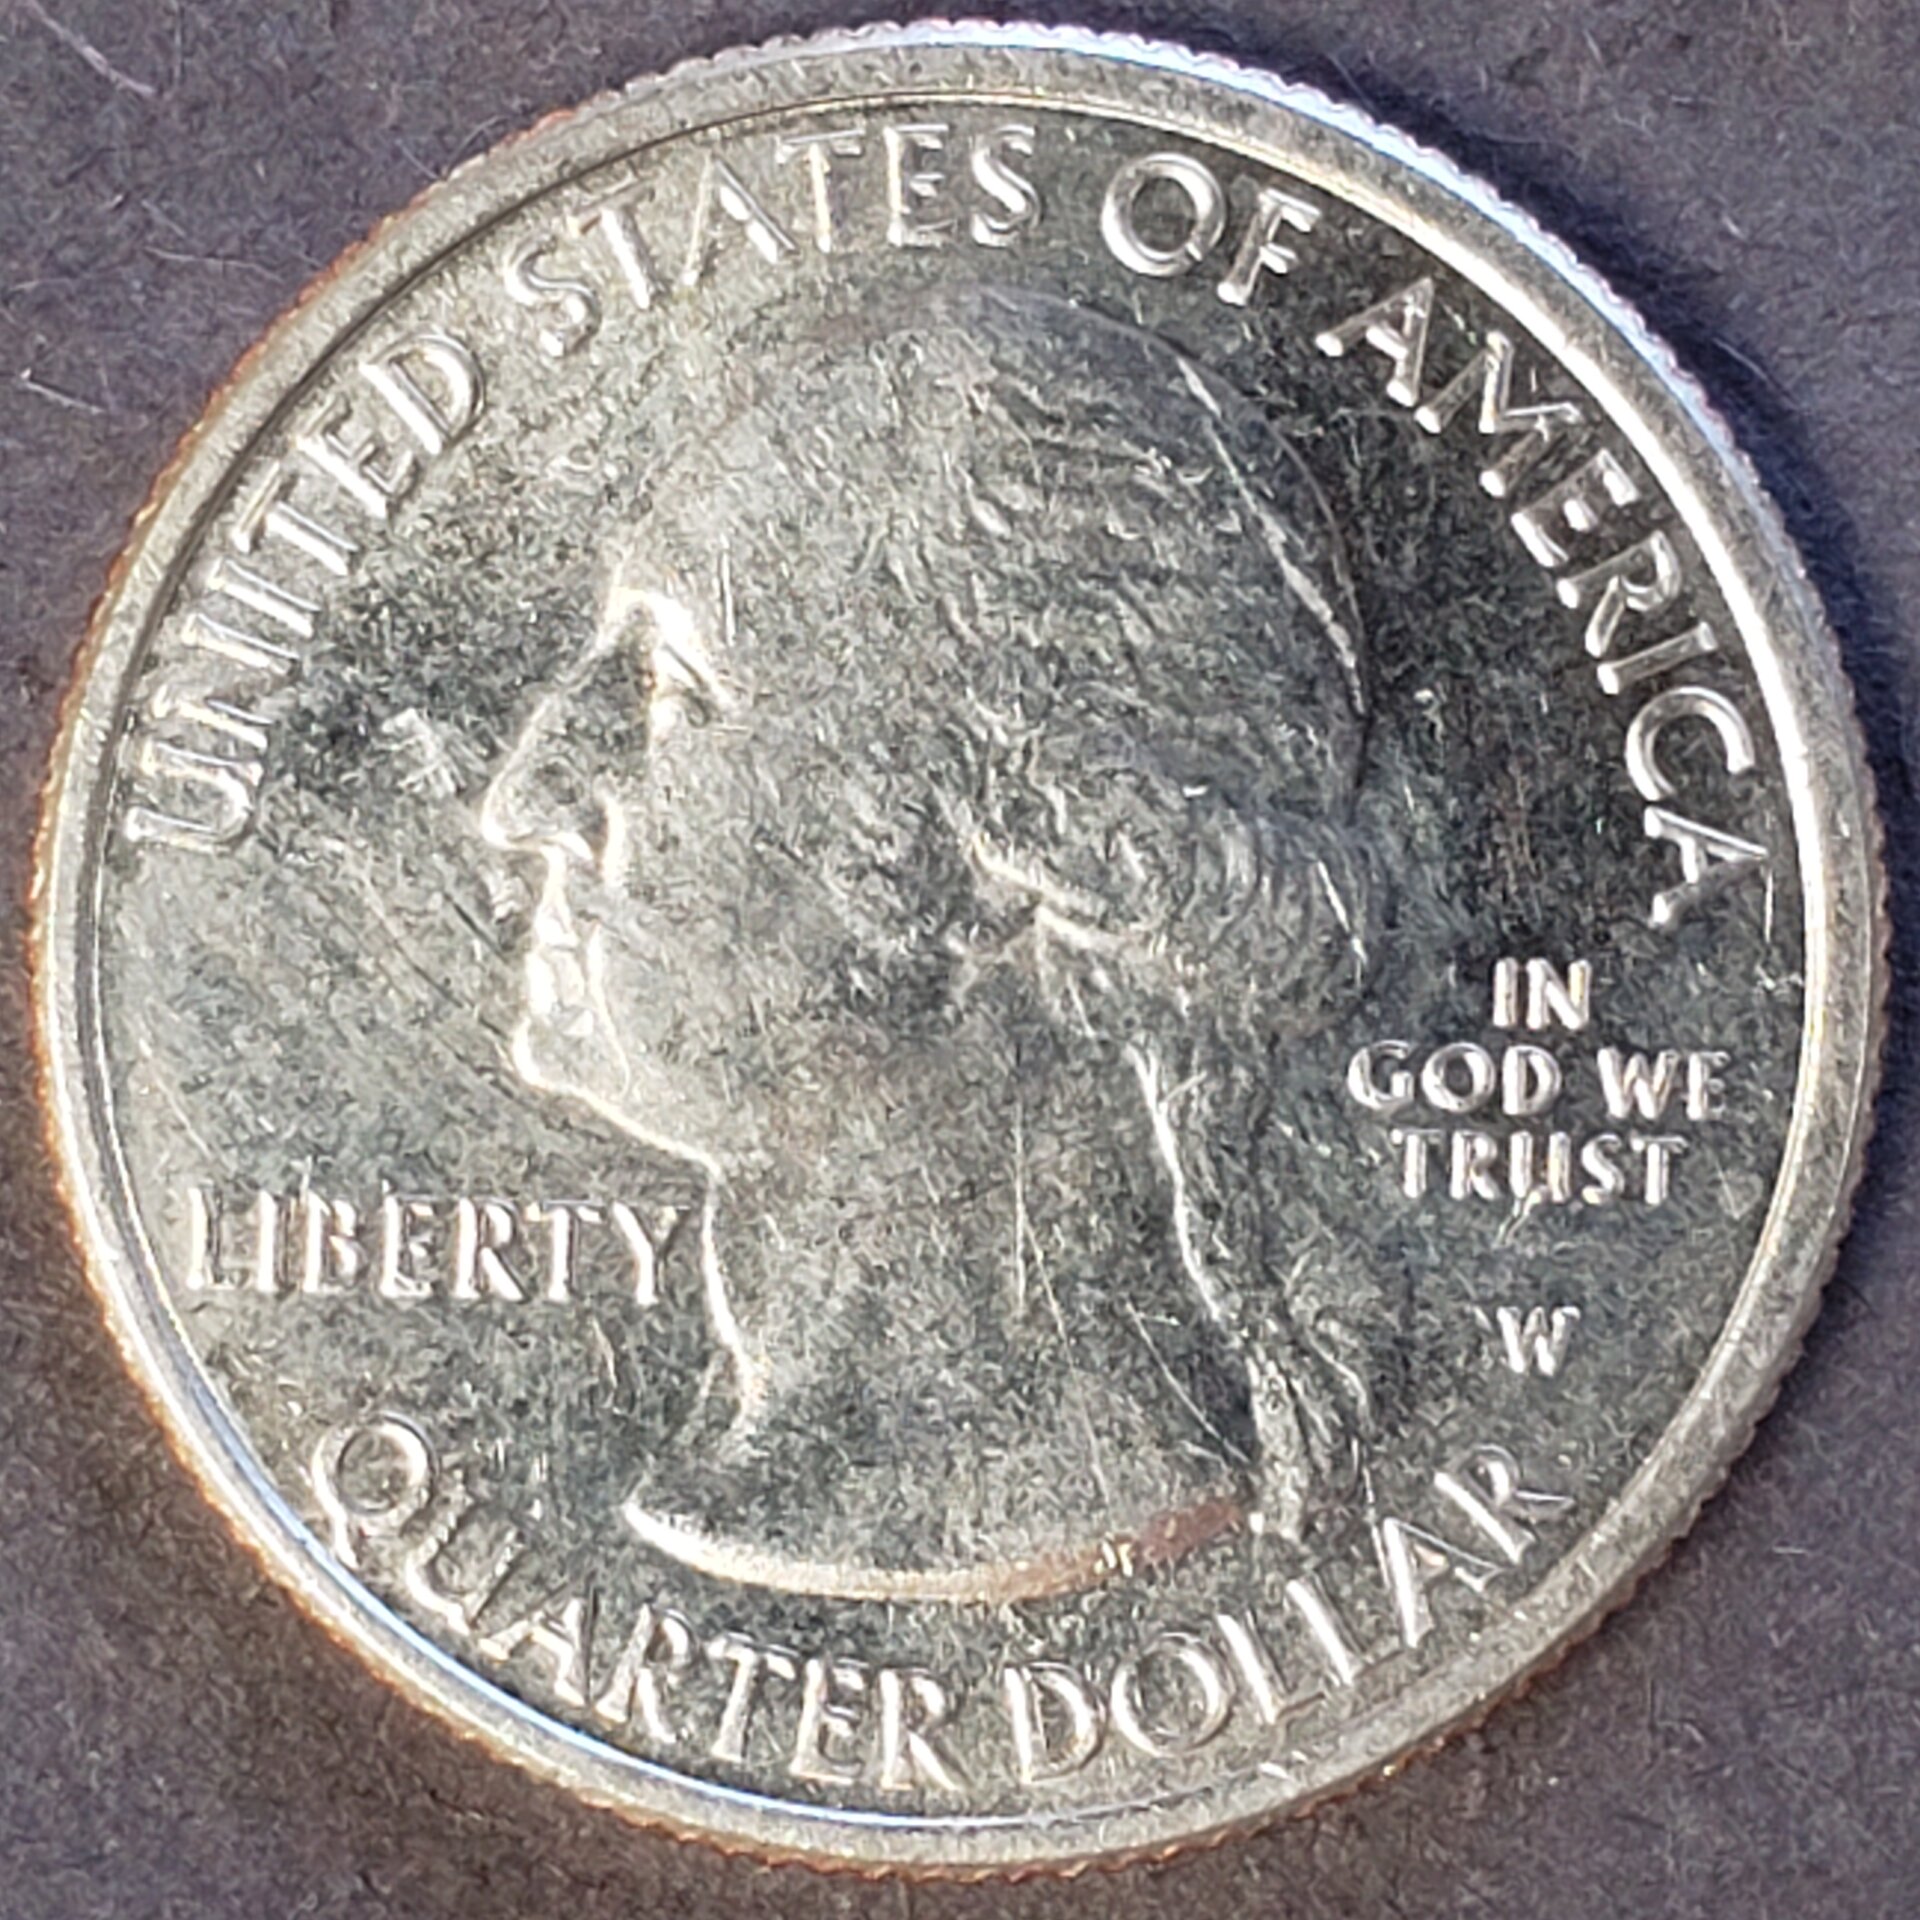 UNITED STATES OF AMERICA
IN
GOD WE
TRUST
LIBERTY
W
QUARTER DOLLAR